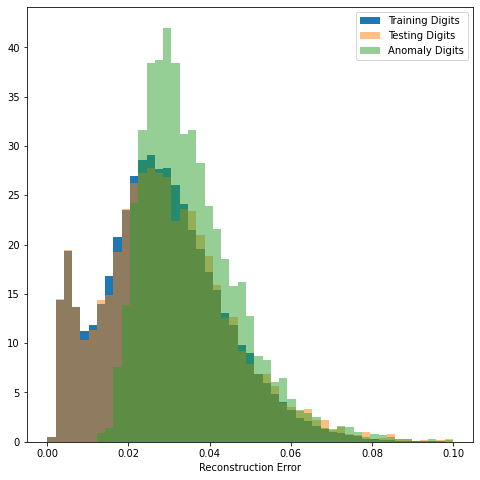 Training Digits
Testing Digits
Anomaly Digits
40
35
30
25
20
15
10
5
0
0.00 0.02 0.04 0.06 0.08 0.10
Reconstruction Error